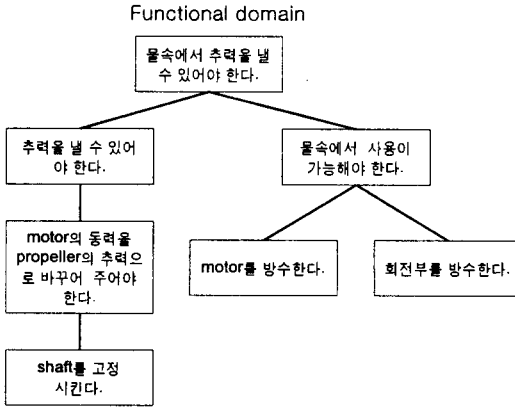 Functional domain
물속에서 추력을 낼
수 있어야 한다.
추력을 낼 수 있어
야 한다.
물속에서 사용이
가능해야 한다.
motor의 동력을
propeller의 추력으
로 바꾸어 주어야
한다.
motor를 방수한다.
회전부를 방수한다.
shaft를 고정
시킨다.